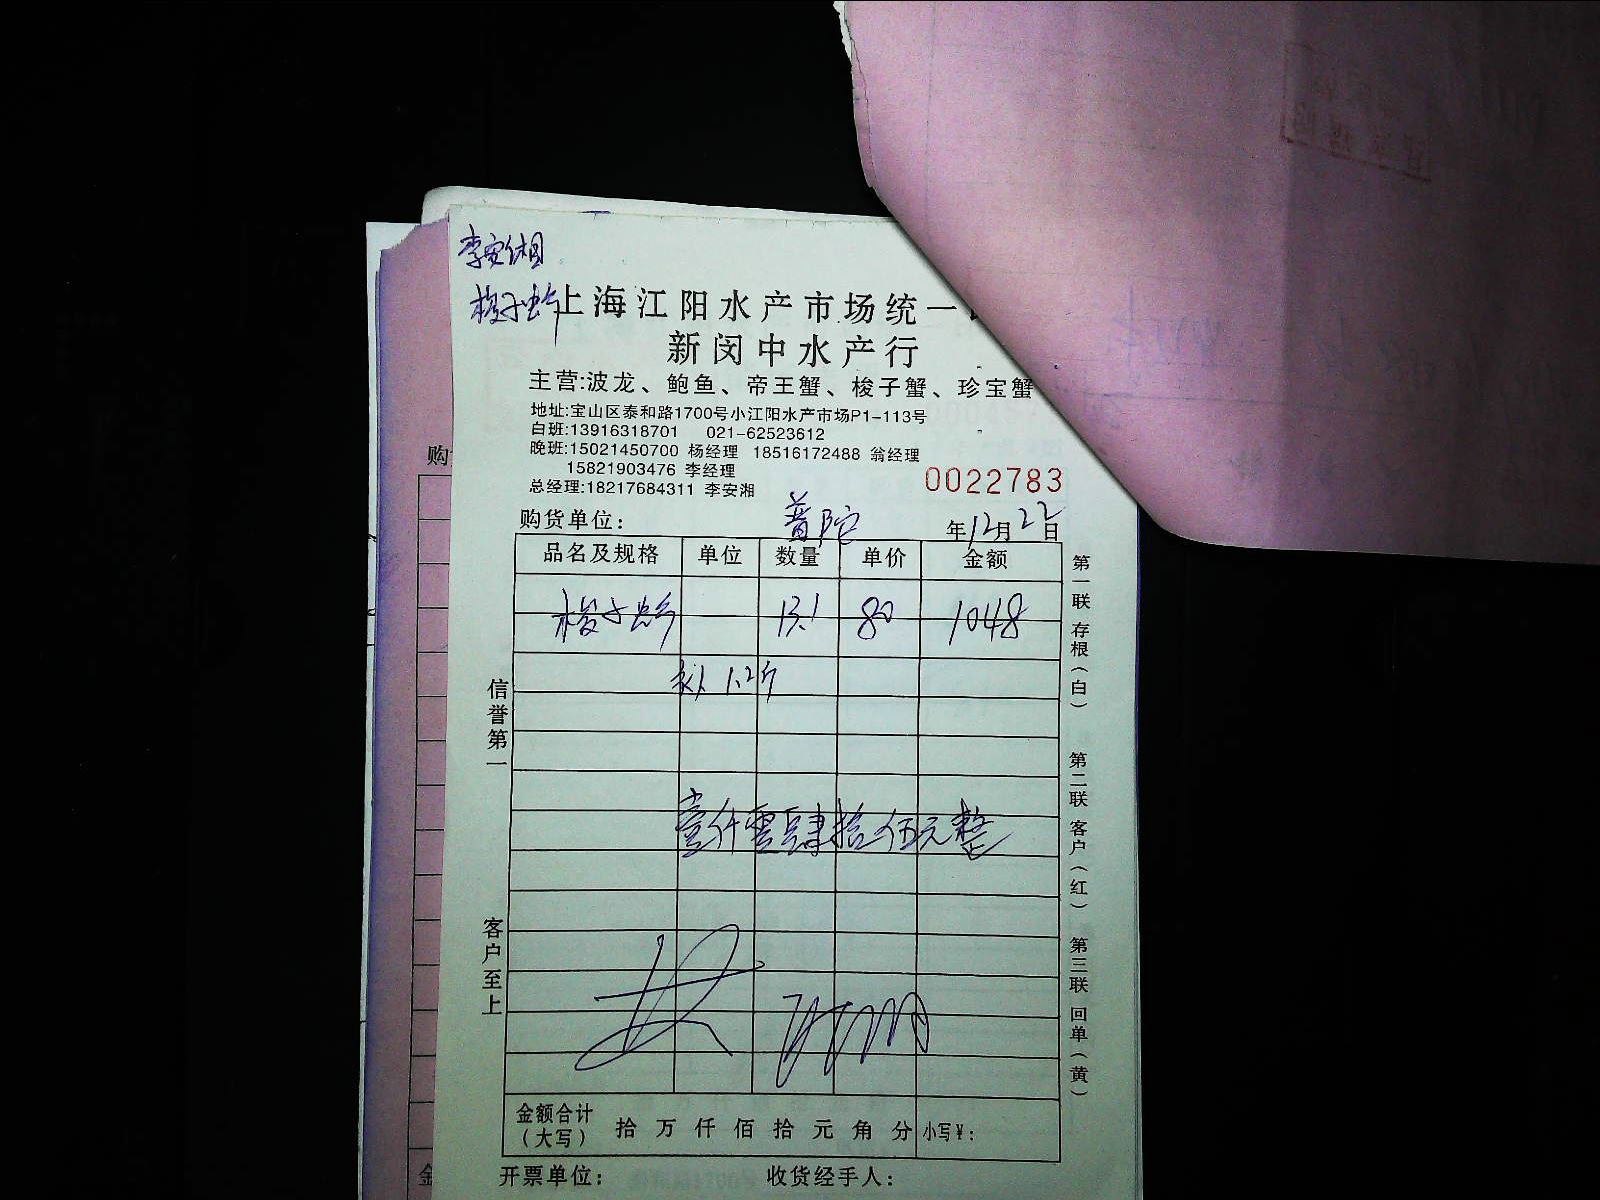 李安湘
梭子蟹
上海江阳水产市场统一
新闵中水产行
主营:波龙、鲍鱼、帝王蟹、梭子蟹、珍宝蟹
地址:宝山区泰和路1700号小江阳水产市场P1-113号
白班:13916318701 021-62523612
晚班:15021450700 杨经理 18516172488 翁经理
15821903476 李经理
总经理:18217684311 李安湘
0022783
购货单位: 普陀 年12月22日
品名及规格 单位 数量 单价 金额
梭子蟹 13.1 80 1048
补 1.2斤
壹仟零肆拾伍元整
金额合计(大写) 拾 万 仟 佰 拾 元 角 分 小写¥:
开票单位: 收货经手人:
信誉第一
客户至上
第一联 存根(白)
第二联 客户(红)
第三联 回单(黄)
购
金